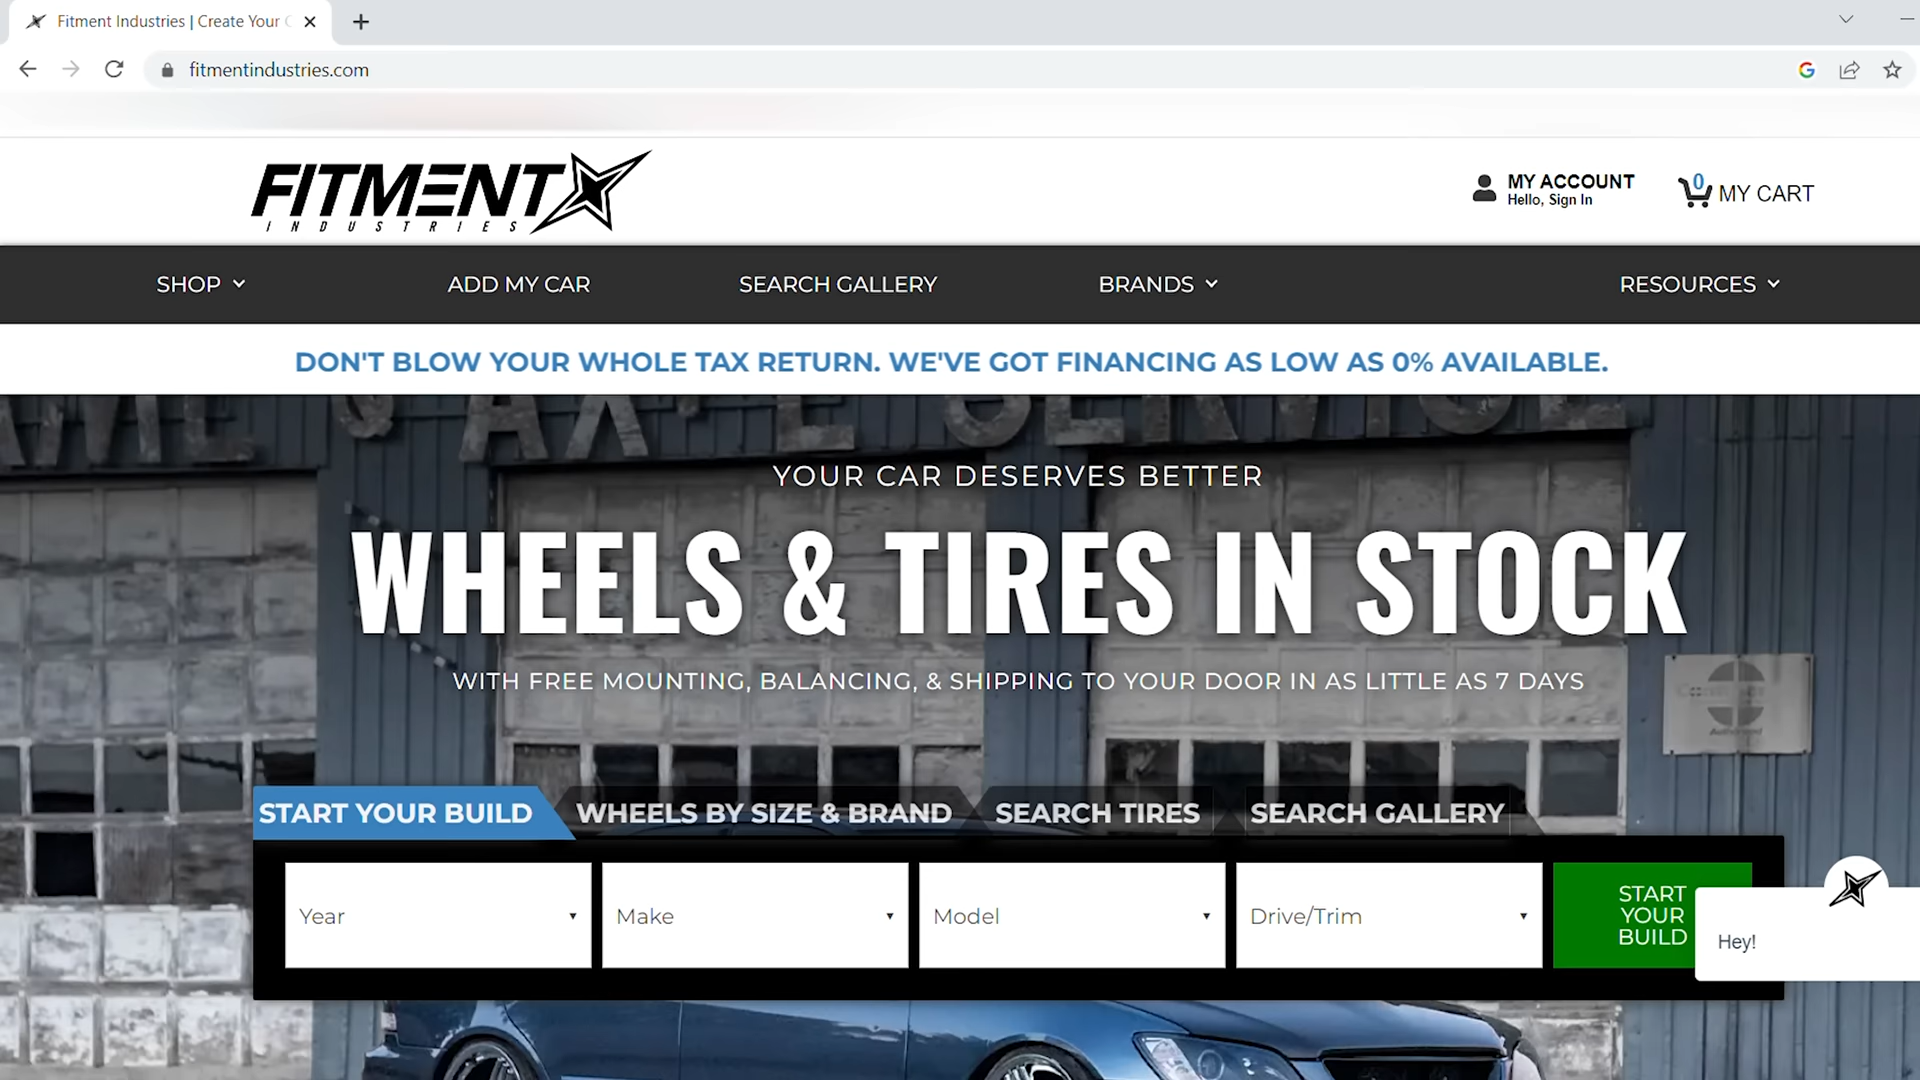 Fitment Industries | Create Your
fitmentindustries.com
FITMENT
INDUSTRIES
MY ACCOUNT
Hello, Sign In
0
MY CART
SHOP
ADD MY CAR
SEARCH GALLERY
BRANDS
RESOURCES
DON'T BLOW YOUR WHOLE TAX RETURN. WE'VE GOT FINANCING AS LOW AS 0% AVAILABLE.
YOUR CAR DESERVES BETTER
WHEELS & TIRES IN STOCK
WITH FREE MOUNTING, BALANCING, & SHIPPING TO YOUR DOOR IN AS LITTLE AS 7 DAYS
START YOUR BUILD
WHEELS BY SIZE & BRAND
SEARCH TIRES
SEARCH GALLERY
Year
Make
Model
Drive/Trim
START
YOUR
BUILD
Hey!